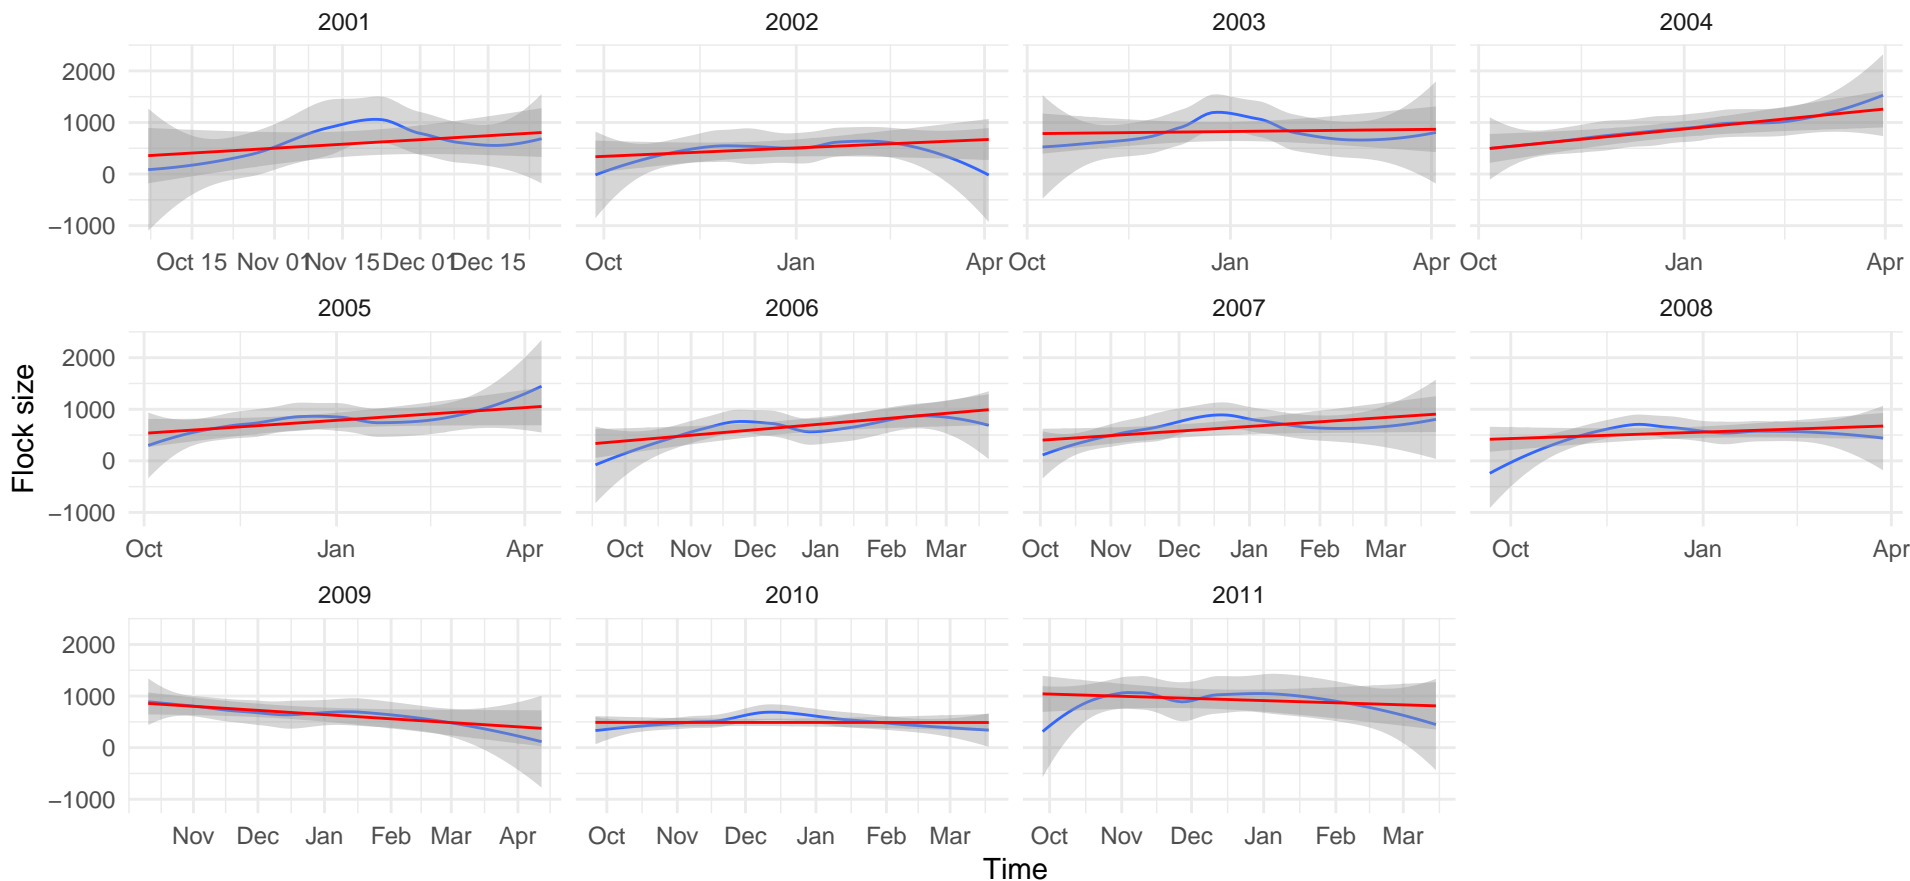 2001 2002 2003 2004
2000
1000
0
−1000
Oct 15 Nov 01 Nov 15 Dec 01 Dec 15 Oct Jan Apr Oct Jan Apr Oct Jan Apr
2005 2006 2007 2008
2000
1000
0
−1000
Oct Jan Apr Oct Nov Dec Jan Feb Mar Oct Nov Dec Jan Feb Mar Oct Jan Apr
2009 2010 2011
2000
1000
0
−1000
Nov Dec Jan Feb Mar Apr Oct Nov Dec Jan Feb Mar Oct Nov Dec Jan Feb Mar
Flock size
Time